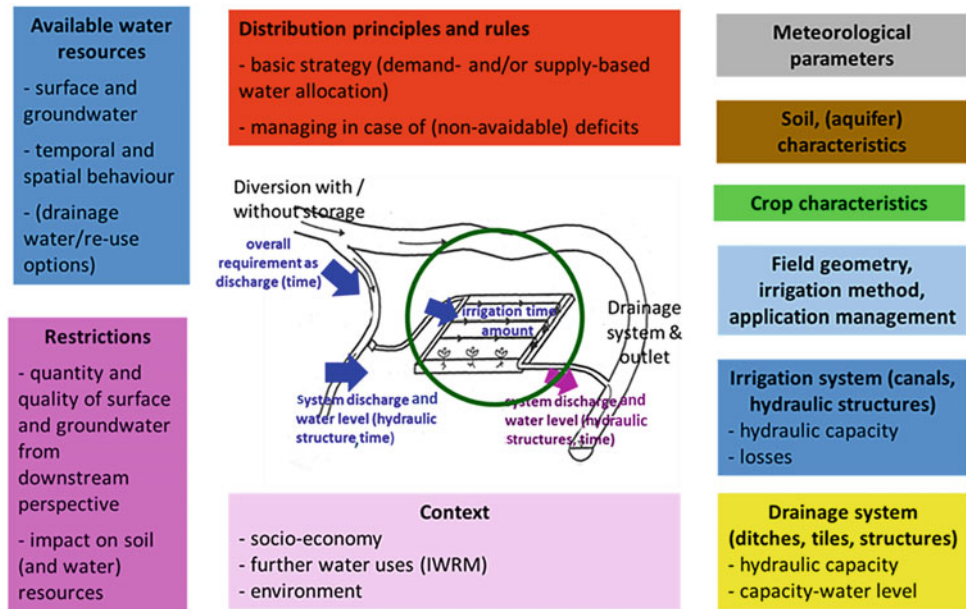 Available water
resources
- surface and
groundwater
- temporal and
spatial behaviour
- (drainage
water/re-use
options)
Restrictions
- quantity and
quality of surface
and groundwater
from
downstream
perspective
- impact on soil
(and water)
resources
Distribution principles and rules
- basic strategy (demand- and/or supply-based
water allocation)
- managing in case of (non-avaidable) deficits
Diversion with /
without storage
overall
requirement as
discharge (time)
irrigation time
amount
Drainage
system &
outlet
System discharge and
water level (hydraulic
structure,time)
system discharge and
water level (hydraulic
structures, time)
Context
- socio-economy
- further water uses (IWRM)
- environment
Meteorological
parameters
Soil, (aquifer)
characteristics
Crop characteristics
Field geometry,
irrigation method,
application management
Irrigation system (canals,
hydraulic structures)
- hydraulic capacity
- losses
Drainage system
(ditches, tiles, structures)
- hydraulic capacity
- capacity-water level